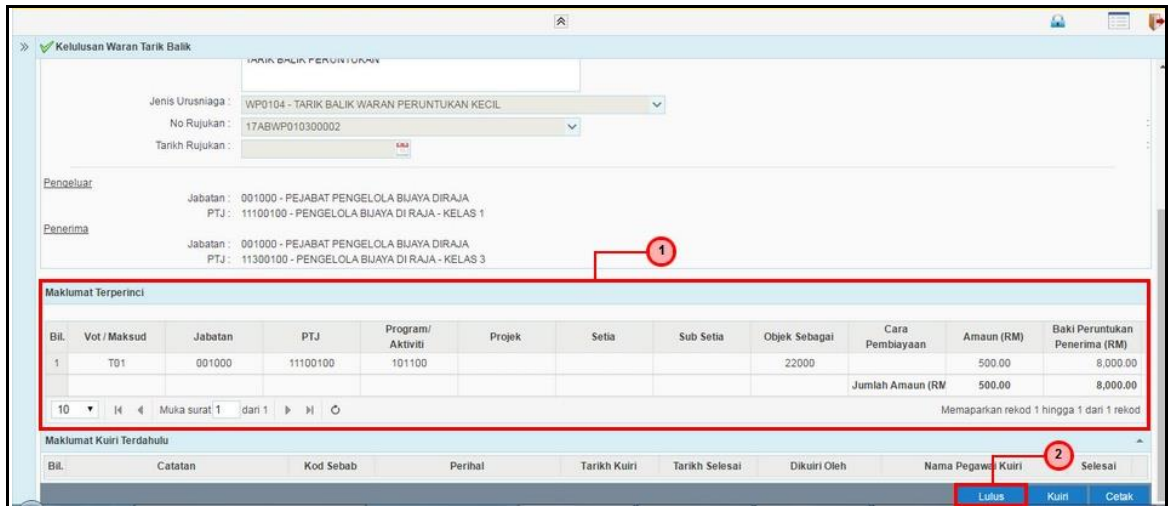 Kelulusan Waran Tarik Balik
TARIK BALIK PERUNTUKAN
Jenis Urusniaga : WP0104 - TARIK BALIK WARAN PERUNTUKAN KECIL
No Rujukan : 17ABWP010300002
Tarikh Rujukan :
Pengeluar
Jabatan : 001000 - PEJABAT PENGELOLA BIJAYA DIRAJA
PTJ : 11100100 - PENGELOLA BIJAYA DI RAJA - KELAS 1
Penerima
Jabatan : 001000 - PEJABAT PENGELOLA BIJAYA DIRAJA
PTJ : 11300100 - PENGELOLA BIJAYA DI RAJA - KELAS 3
1
Maklumat Terperinci
Bil. Vot / Maksud Jabatan PTJ Program/ Aktiviti Projek Setia Sub Setia Objek Sebagai Cara Pembiayaan Amaun (RM) Baki Peruntukan Penerima (RM)
1 T01 001000 11100100 101100 22000 500.00 8,000.00
Jumlah Amaun (RM 500.00 8,000.00
10 Muka surat 1 dari 1 Memaparkan rekod 1 hingga 1 dari 1 rekod
Maklumat Kuiri Terdahulu
Bil. Catatan Kod Sebab Perihal Tarikh Kuiri Tarikh Selesai Dikuiri Oleh Nama Pegawai Kuiri Selesai
2
Lulus Kuiri Cetak